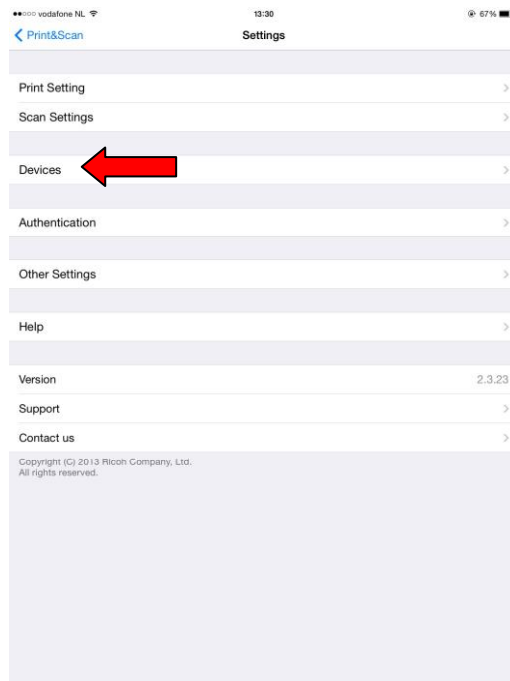 vodafone NL 13:30 67%
Print&Scan Settings
Print Setting
Scan Settings
Devices
Authentication
Other Settings
Help
Version 2.3.23
Support
Contact us
Copyright (C) 2013 Ricoh Company, Ltd.
All rights reserved.